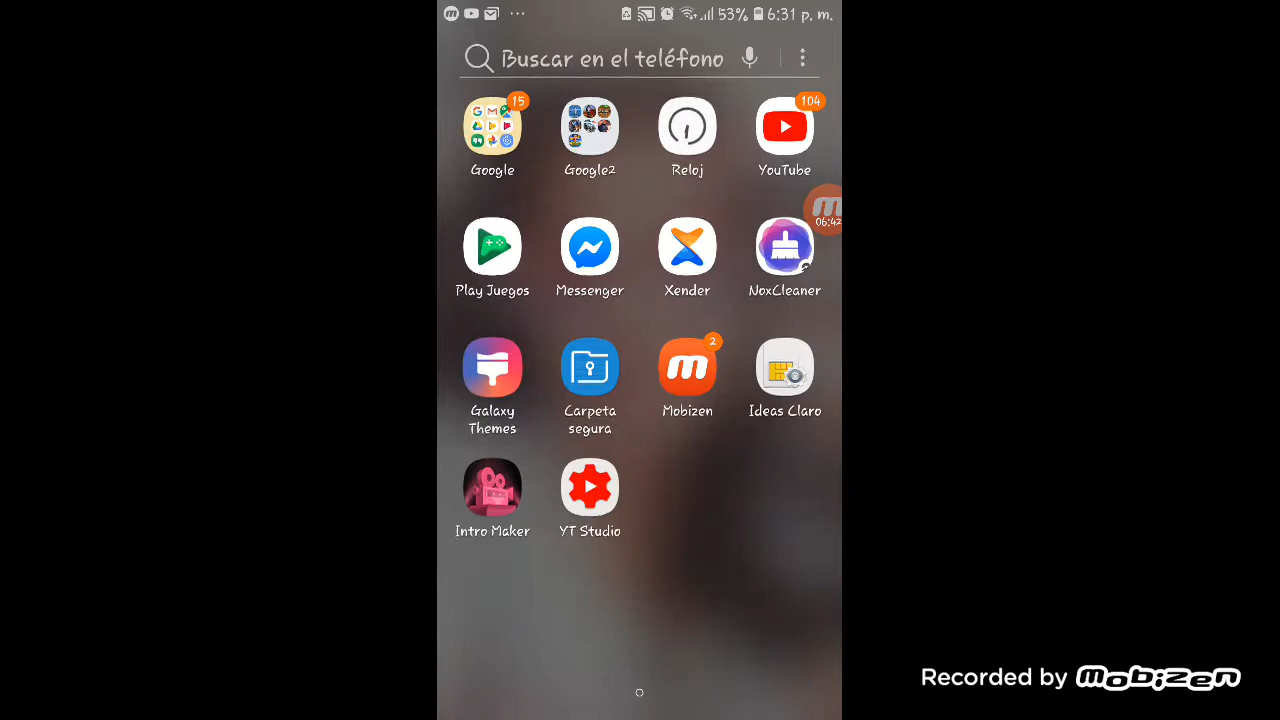 53% 6:31 p. m.
Buscar en el teléfono
15
104
Google Google2 Reloj YouTube
06:42
Play Juegos Messenger Xender NoxCleaner
2
Galaxy Themes Carpeta segura Mobizen Ideas Claro
Intro Maker YT Studio
Recorded by mobizen